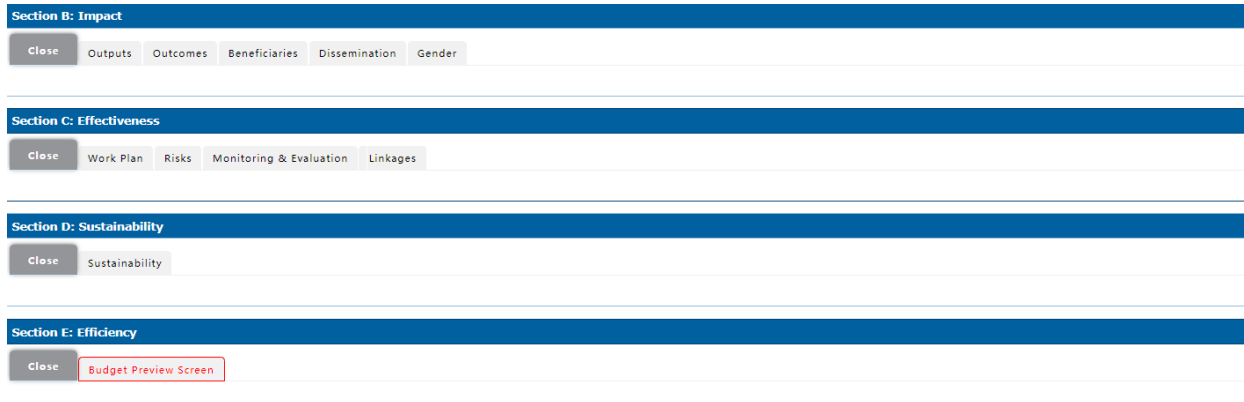 Section B: Impact
Close Outputs Outcomes Beneficiaries Dissemination Gender
Section C: Effectiveness
Close Work Plan Risks Monitoring & Evaluation Linkages
Section D: Sustainability
Close Sustainability
Section E: Efficiency
Close Budget Preview Screen